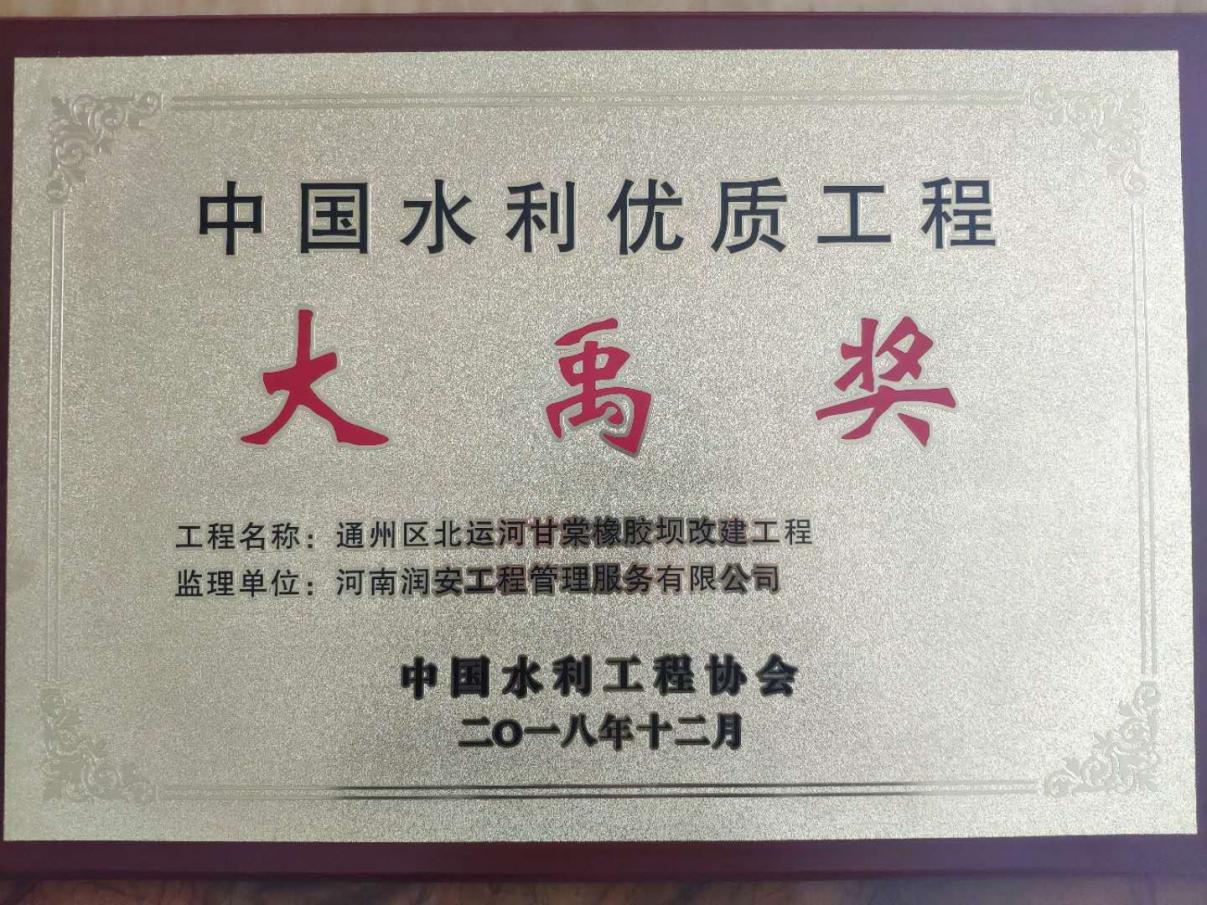 中国水利优质工程
大禹奖
工程名称：通州区北运河甘棠橡胶坝改建工程
监理单位：河南润安工程管理服务有限公司
中国水利工程协会
二〇一八年十二月